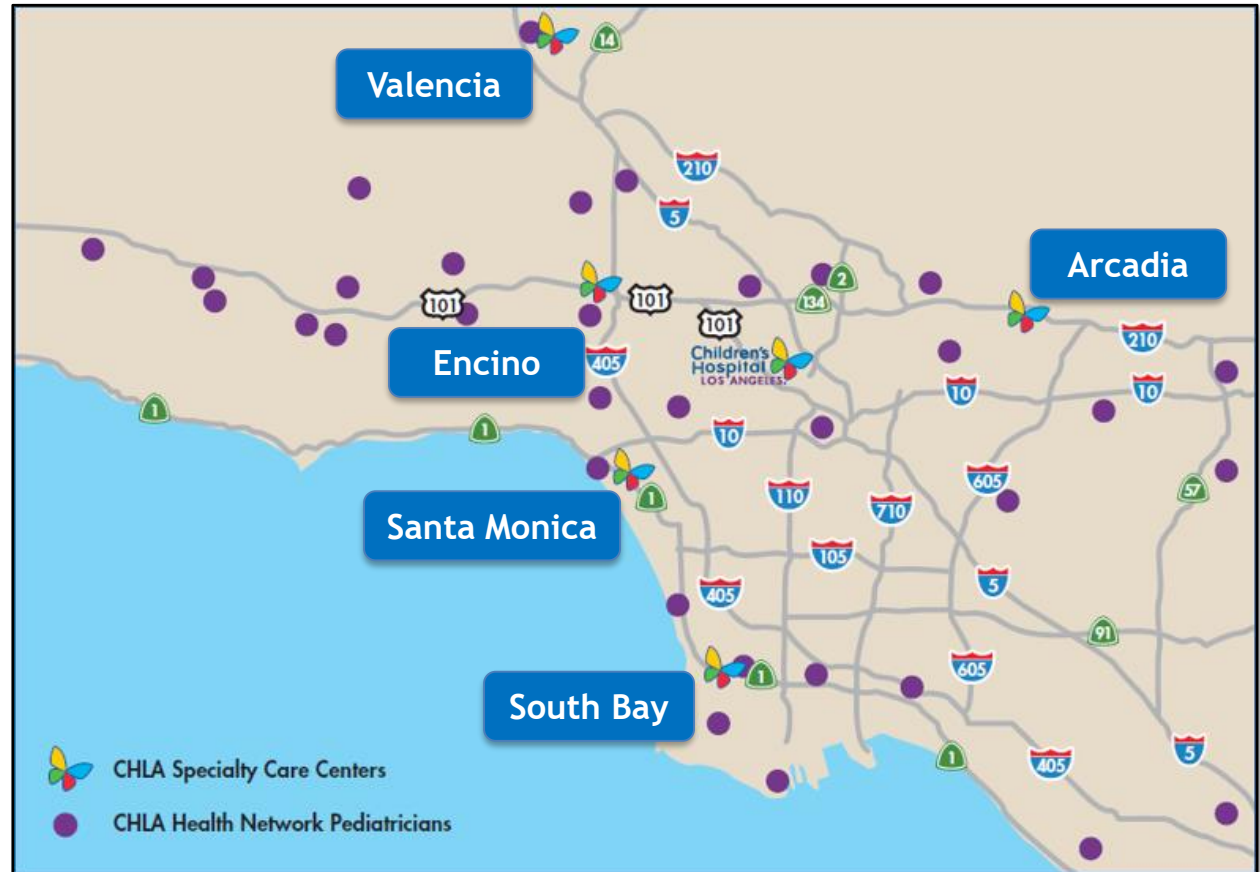 14
Valencia
210
5
Arcadia
2
101
101
134
101
Children's
Hospital
LOS ANGELES.
210
Encino
405
10
10
1
1
10
605
57
1
110
710
Santa Monica
105
5
405
91
605
1
South Bay
5
1
405
CHLA Specialty Care Centers
CHLA Health Network Pediatricians